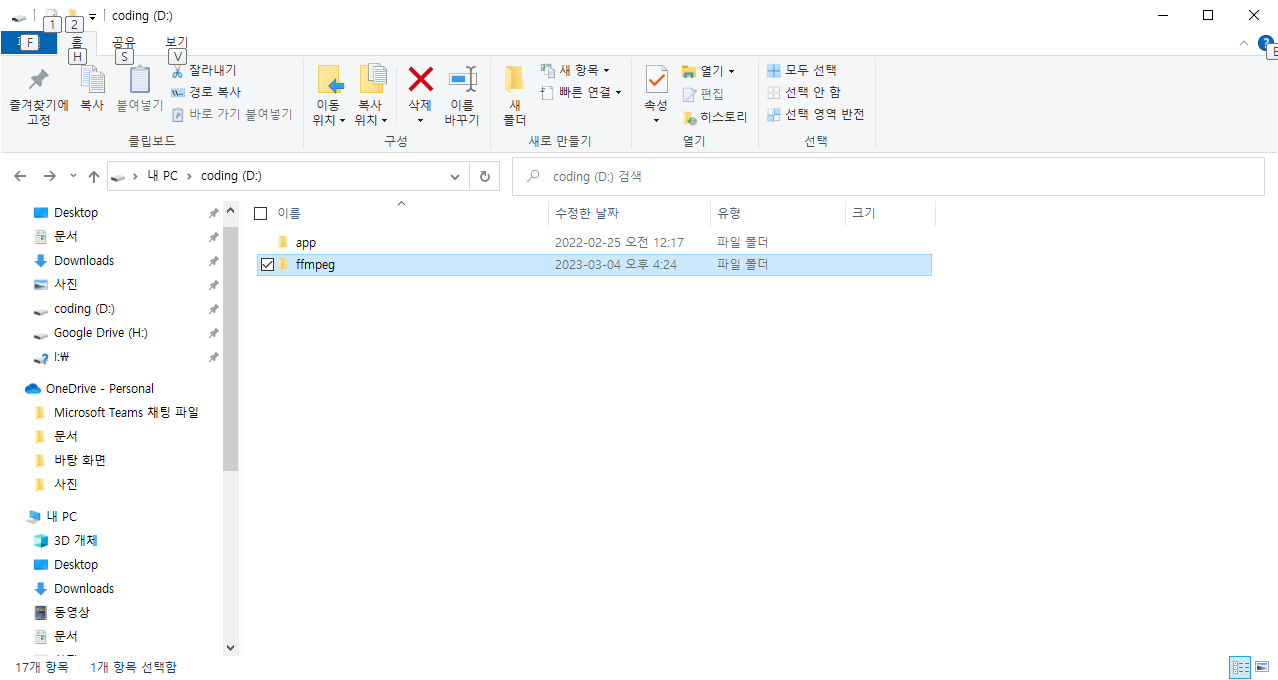 coding (D:)
1 2
홈 공유 보기
F H S V
잘라내기
경로 복사
바로 가기 붙여넣기
즐겨찾기에 고정
복사
붙여넣기
클립보드
이동 위치
복사 위치
삭제
이름 바꾸기
구성
새 폴더
새 항목
빠른 연결
새로 만들기
속성
열기
편집
히스토리
열기
모두 선택
선택 안 함
선택 영역 반전
선택
내 PC > coding (D:)
coding (D:) 검색
Desktop
문서
Downloads
사진
coding (D:)
Google Drive (H:)
I:₩
OneDrive - Personal
Microsoft Teams 채팅 파일
문서
바탕 화면
사진
내 PC
3D 개체
Desktop
Downloads
동영상
문서
이름 수정한 날짜 유형 크기
app 2022-02-25 오전 12:17 파일 폴더
ffmpeg 2023-03-04 오후 4:24 파일 폴더
17개 항목 1개 항목 선택함